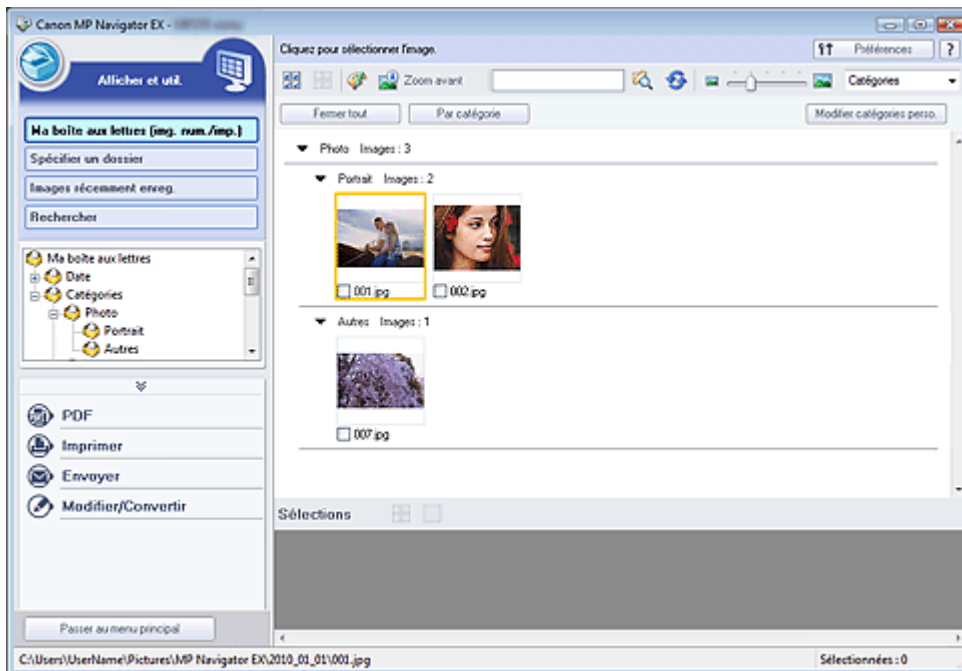 Canon MP Navigator EX -
Afficher et util.
Ma boîte aux lettres (img. num./imp.)
Spécifier un dossier
Images récemment enreg.
Rechercher
Ma boîte aux lettres
Date
Catégories
Photo
Portrait
Autres
PDF
Imprimer
Envoyer
Modifier/Convertir
Passer au menu principal
Cliquez pour sélectionner l'image.
Préférences
?
Zoom avant
Catégories
Fermer tout
Par catégorie
Modifier catégories perso.
Photo Images : 3
Portrait Images : 2
001.jpg
002.jpg
Autres Images : 1
007.jpg
Sélections
C:\Users\UserName\Pictures\MP Navigator EX\2010_01_01\001.jpg
Sélectionnées : 0